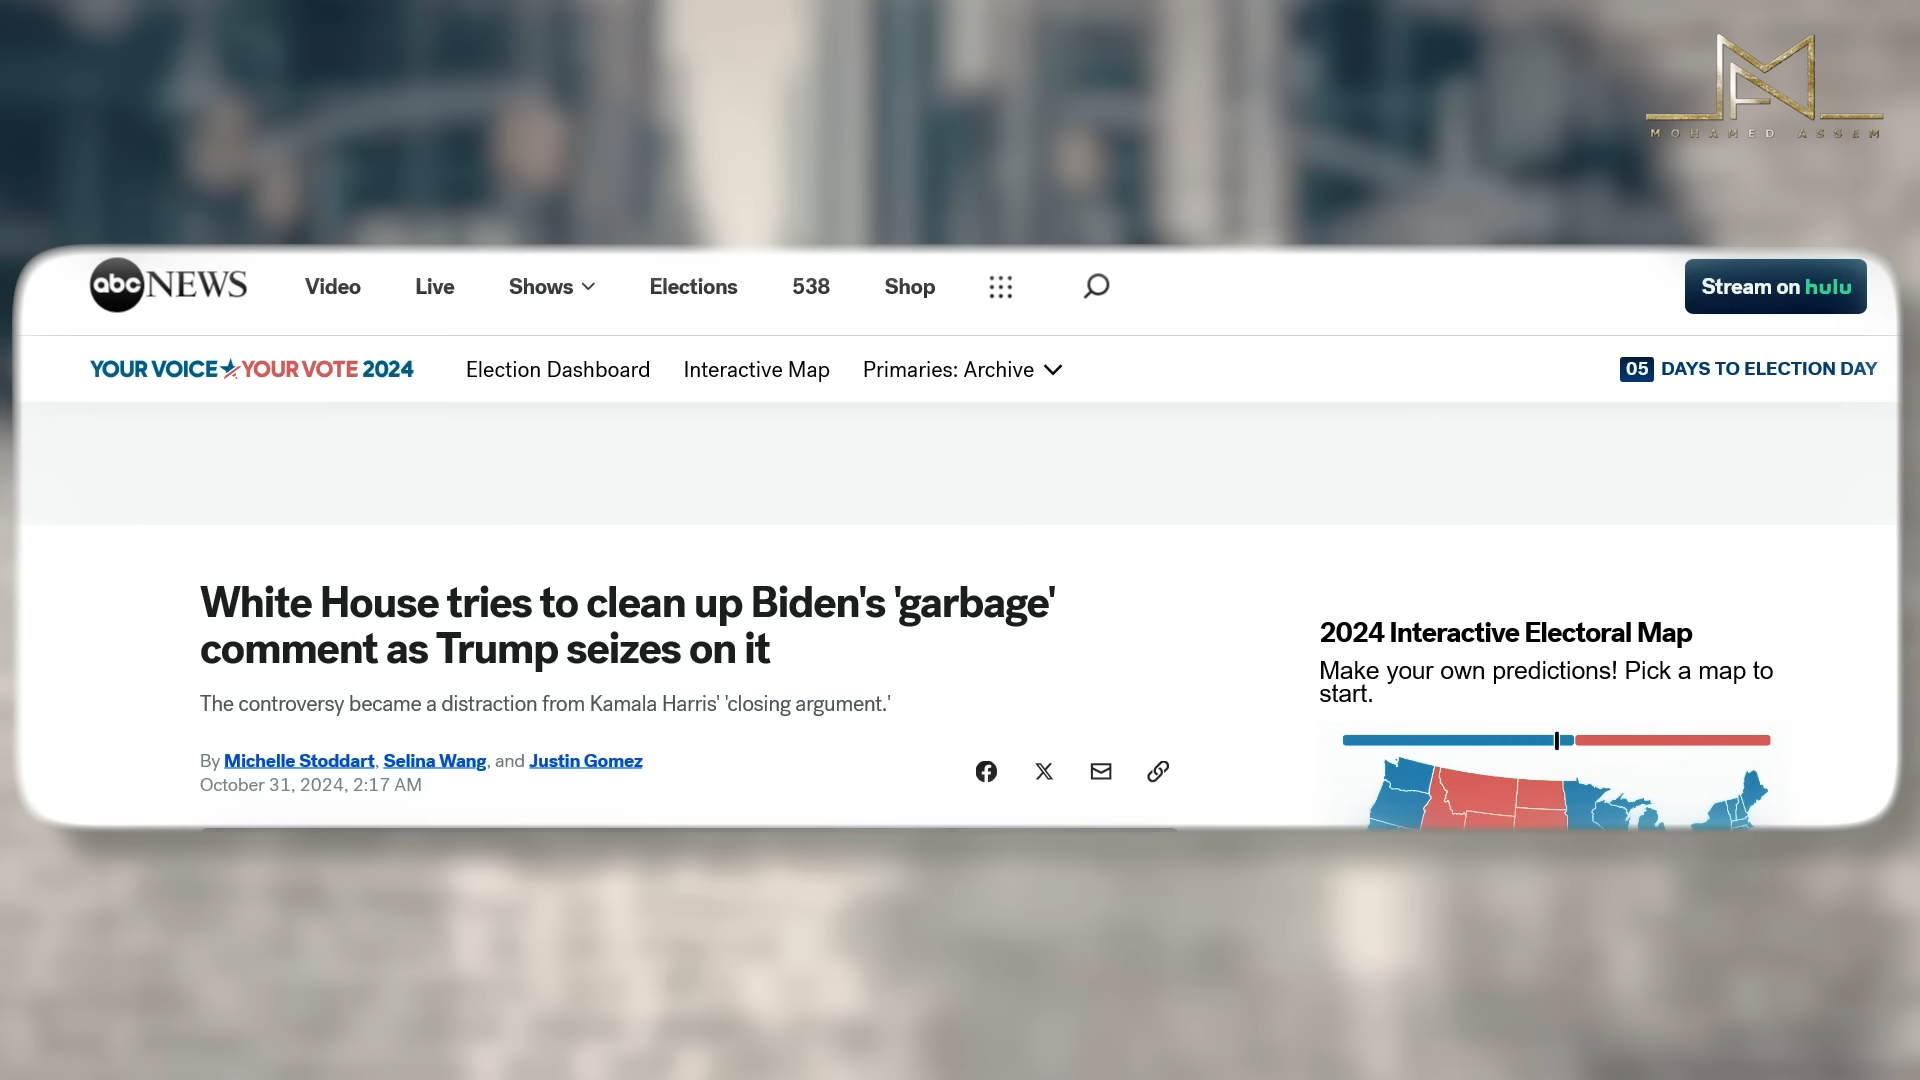 MOHAMED ASSEM
abc NEWS
Video
Live
Shows
Elections
538
Shop
Stream on hulu
YOUR VOICE YOUR VOTE 2024
Election Dashboard
Interactive Map
Primaries: Archive
05 DAYS TO ELECTION DAY
White House tries to clean up Biden's 'garbage'
comment as Trump seizes on it
The controversy became a distraction from Kamala Harris' 'closing argument.'
By Michelle Stoddart, Selina Wang, and Justin Gomez
October 31, 2024, 2:17 AM
2024 Interactive Electoral Map
Make your own predictions! Pick a map to
start.